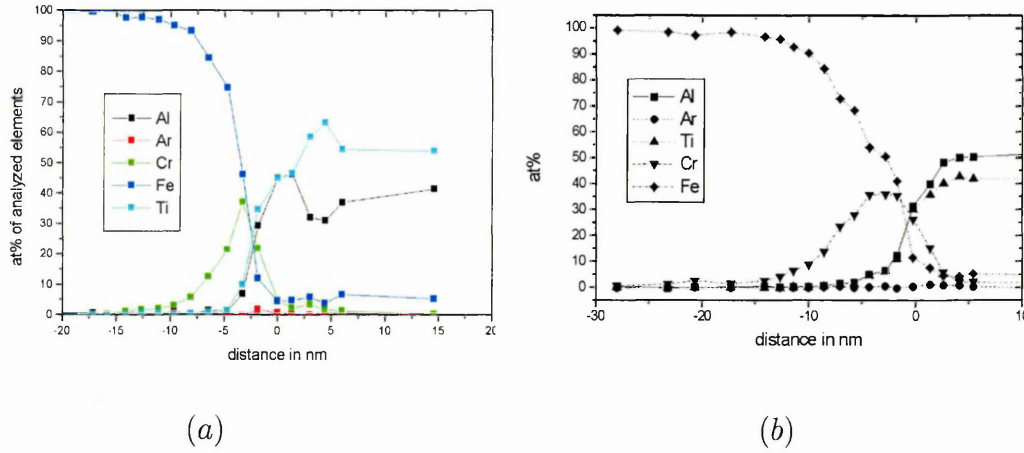 100
90
80
70
60
50
40
30
20
10
0
at% of analyzed elements
Al
Ar
Cr
Fe
Ti
-20 -15 -10 -5 0 5 10 15
distance in nm
(a)
100
90
80
70
60
50
40
30
20
10
0
at%
Al
Ar
Ti
Cr
Fe
-30 -20 -10 0
distance in nm
(b)